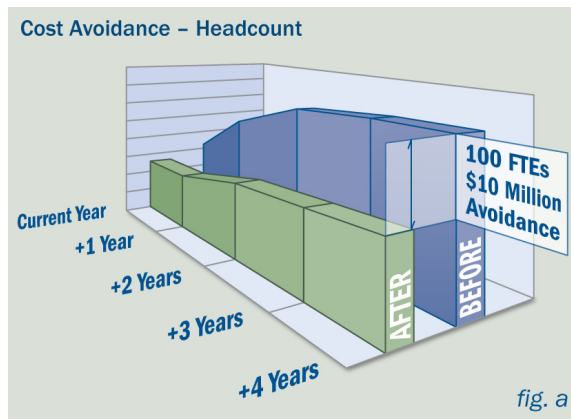 Cost Avoidance – Headcount
100 FTEs
$10 Million
Avoidance
Current Year
+1 Year
+2 Years
+3 Years
+4 Years
AFTER
BEFORE
fig. a